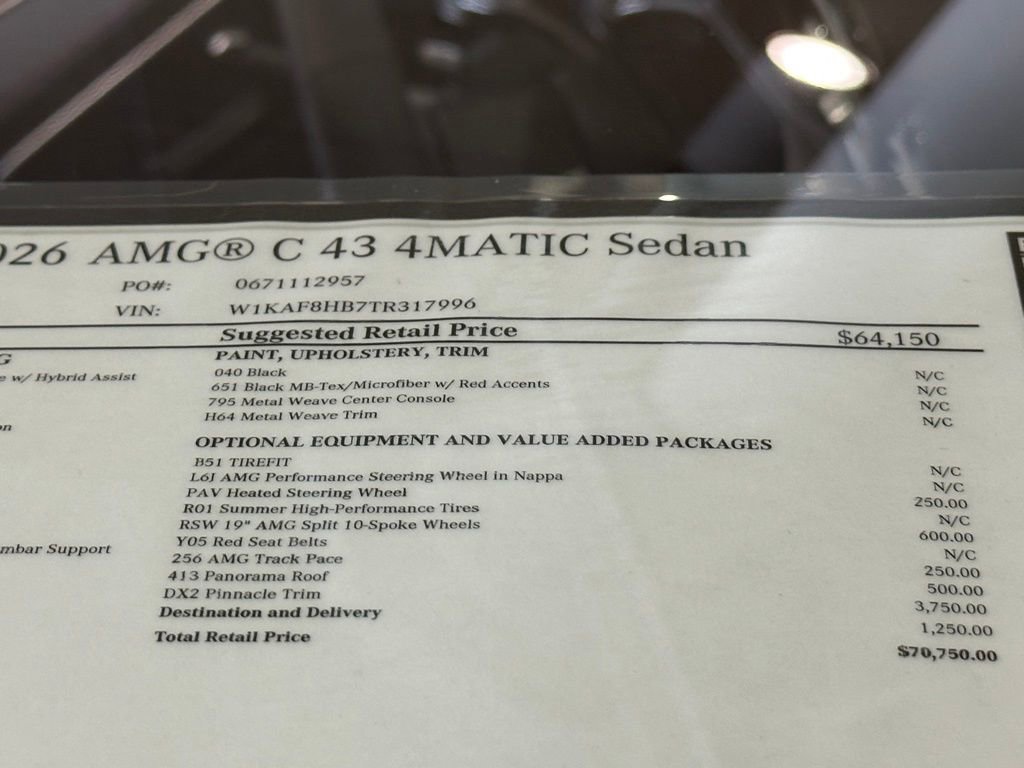 026 AMG® C 43 4MATIC Sedan
PO#: 0671112957
VIN: W1KAF8HB7TR317996
Suggested Retail Price $64,150
G PAINT, UPHOLSTERY, TRIM
e w/ Hybrid Assist 040 Black N/C
651 Black MB-Tex/Microfiber w/ Red Accents N/C
795 Metal Weave Center Console N/C
on H64 Metal Weave Trim N/C
OPTIONAL EQUIPMENT AND VALUE ADDED PACKAGES
B51 TIREFIT N/C
L6J AMG Performance Steering Wheel in Nappa N/C
PAV Heated Steering Wheel 250.00
R01 Summer High-Performance Tires N/C
RSW 19" AMG Split 10-Spoke Wheels 600.00
mbar Support Y05 Red Seat Belts N/C
256 AMG Track Pace 250.00
413 Panorama Roof 500.00
DX2 Pinnacle Trim 3,750.00
Destination and Delivery 1,250.00
Total Retail Price $70,750.00